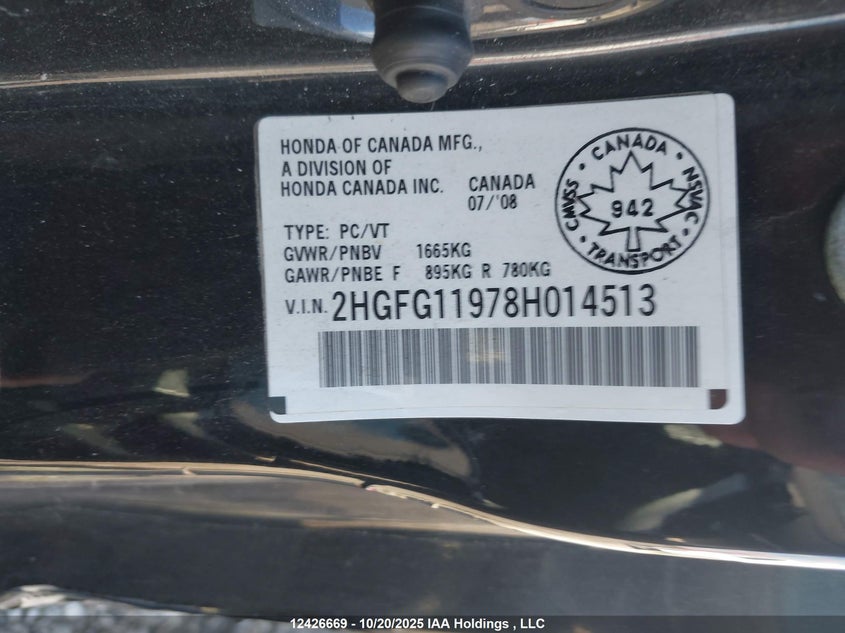 HONDA OF CANADA MFG.,
A DIVISION OF
HONDA CANADA INC. CANADA
07/'08
TYPE: PC/VT
GVWR/PNBV 1665KG
GAWR/PNBE F 895KG R 780KG
V.I.N. 2HGFG11978H014513
CANADA
CMVSS
942
NSVAC
TRANSPORT
12426669 - 10/20/2025 IAA Holdings , LLC